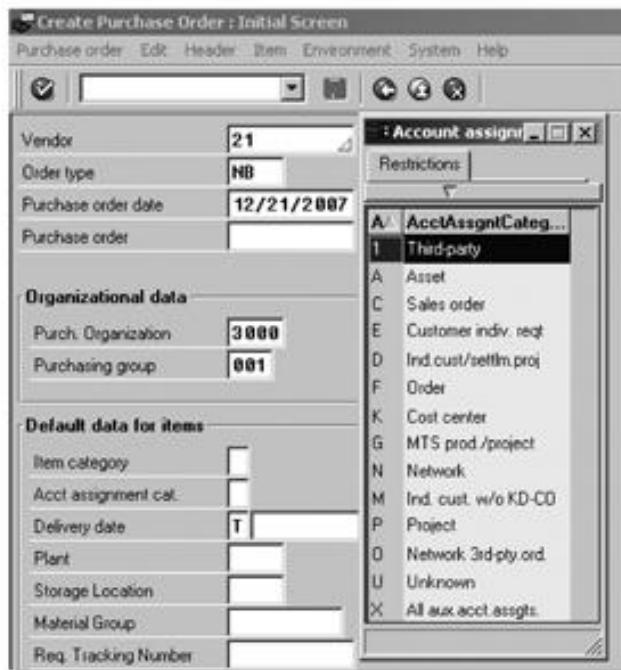 Create Purchase Order : Initial Screen
Purchase order Edit Header Item Environment System Help
Vendor 21
Order type NB
Purchase order date 12/21/2007
Purchase order
Organizational data
Purch. Organization 3000
Purchasing group 001
Default data for items
Item category
Acct assignment cat.
Delivery date T
Plant
Storage Location
Material Group
Req. Tracking Number
Account assignr
Restrictions
A AcctAssgntCateg...
1 Third-party
A Asset
C Sales order
E Customer indiv. reqt
D Ind.cust/settlm.proj
F Order
K Cost center
G MTS prod./project
N Network
M Ind. cust. w/o KD-CO
P Project
O Network 3rd-pty.ord.
U Unknown
X All aux.acct.assgts.